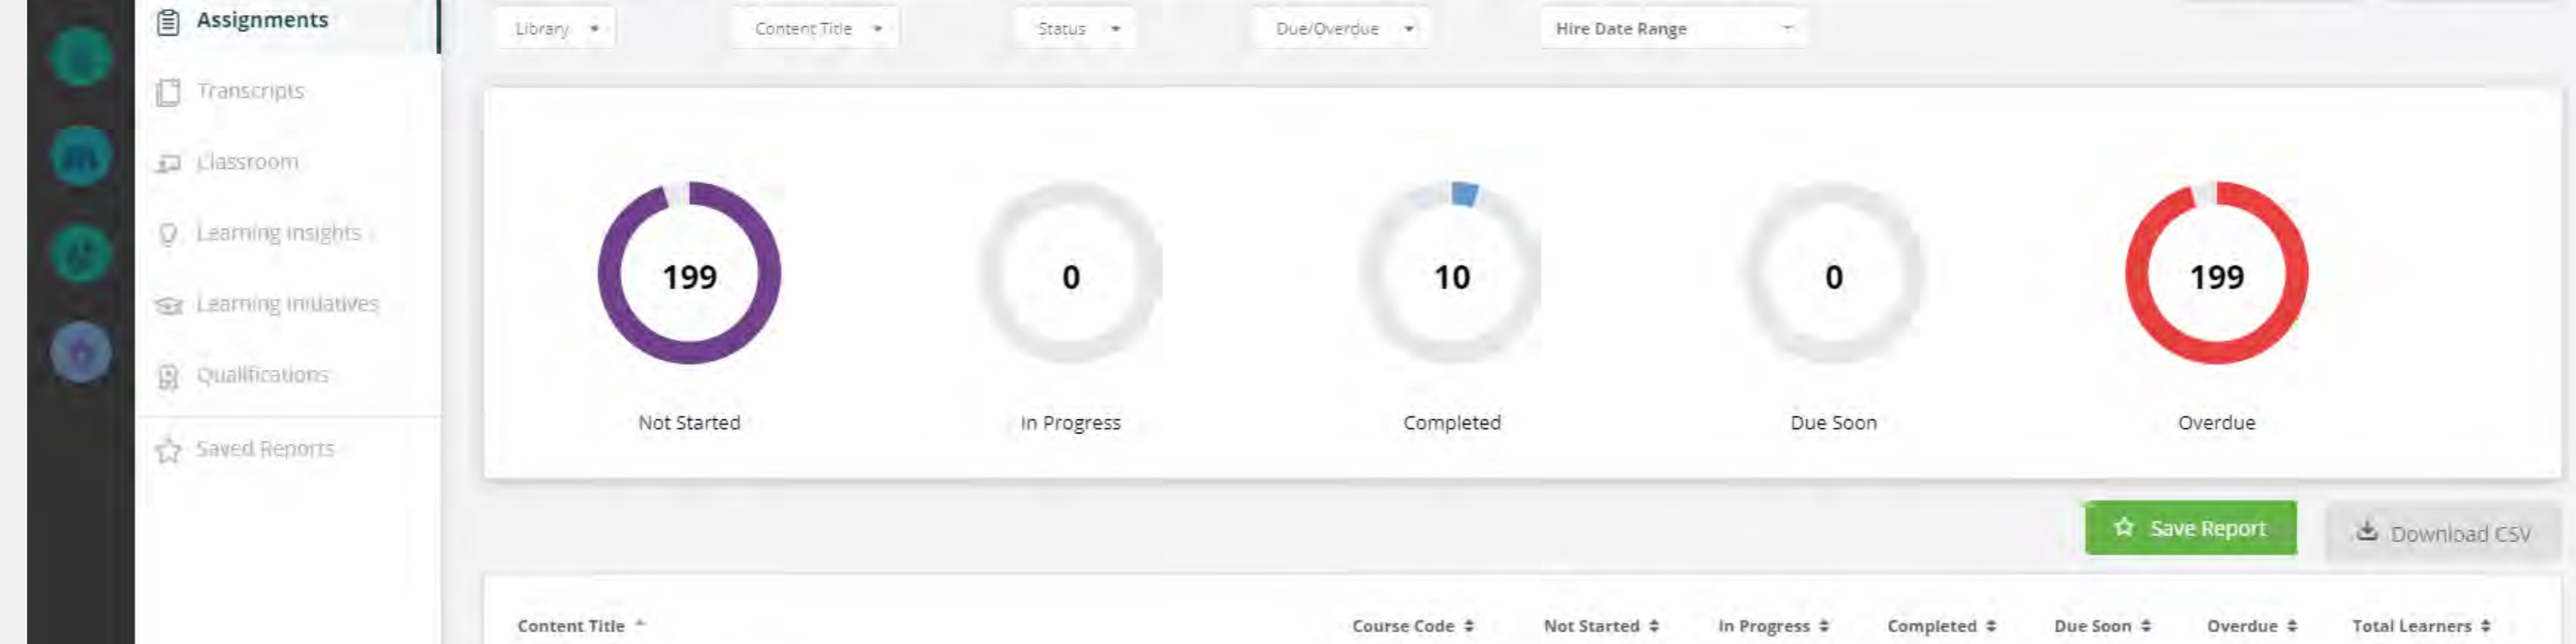 Assignments
Library
Content Title
Status
Due/Overdue
Hire Date Range
Transcripts
Classroom
Learning Insights
Learning Initiatives
Qualifications
Saved Reports
199
0
10
0
199
Not Started
In Progress
Completed
Due Soon
Overdue
Save Report
Download CSV
Content Title
Course Code
Not Started
In Progress
Completed
Due Soon
Overdue
Total Learners